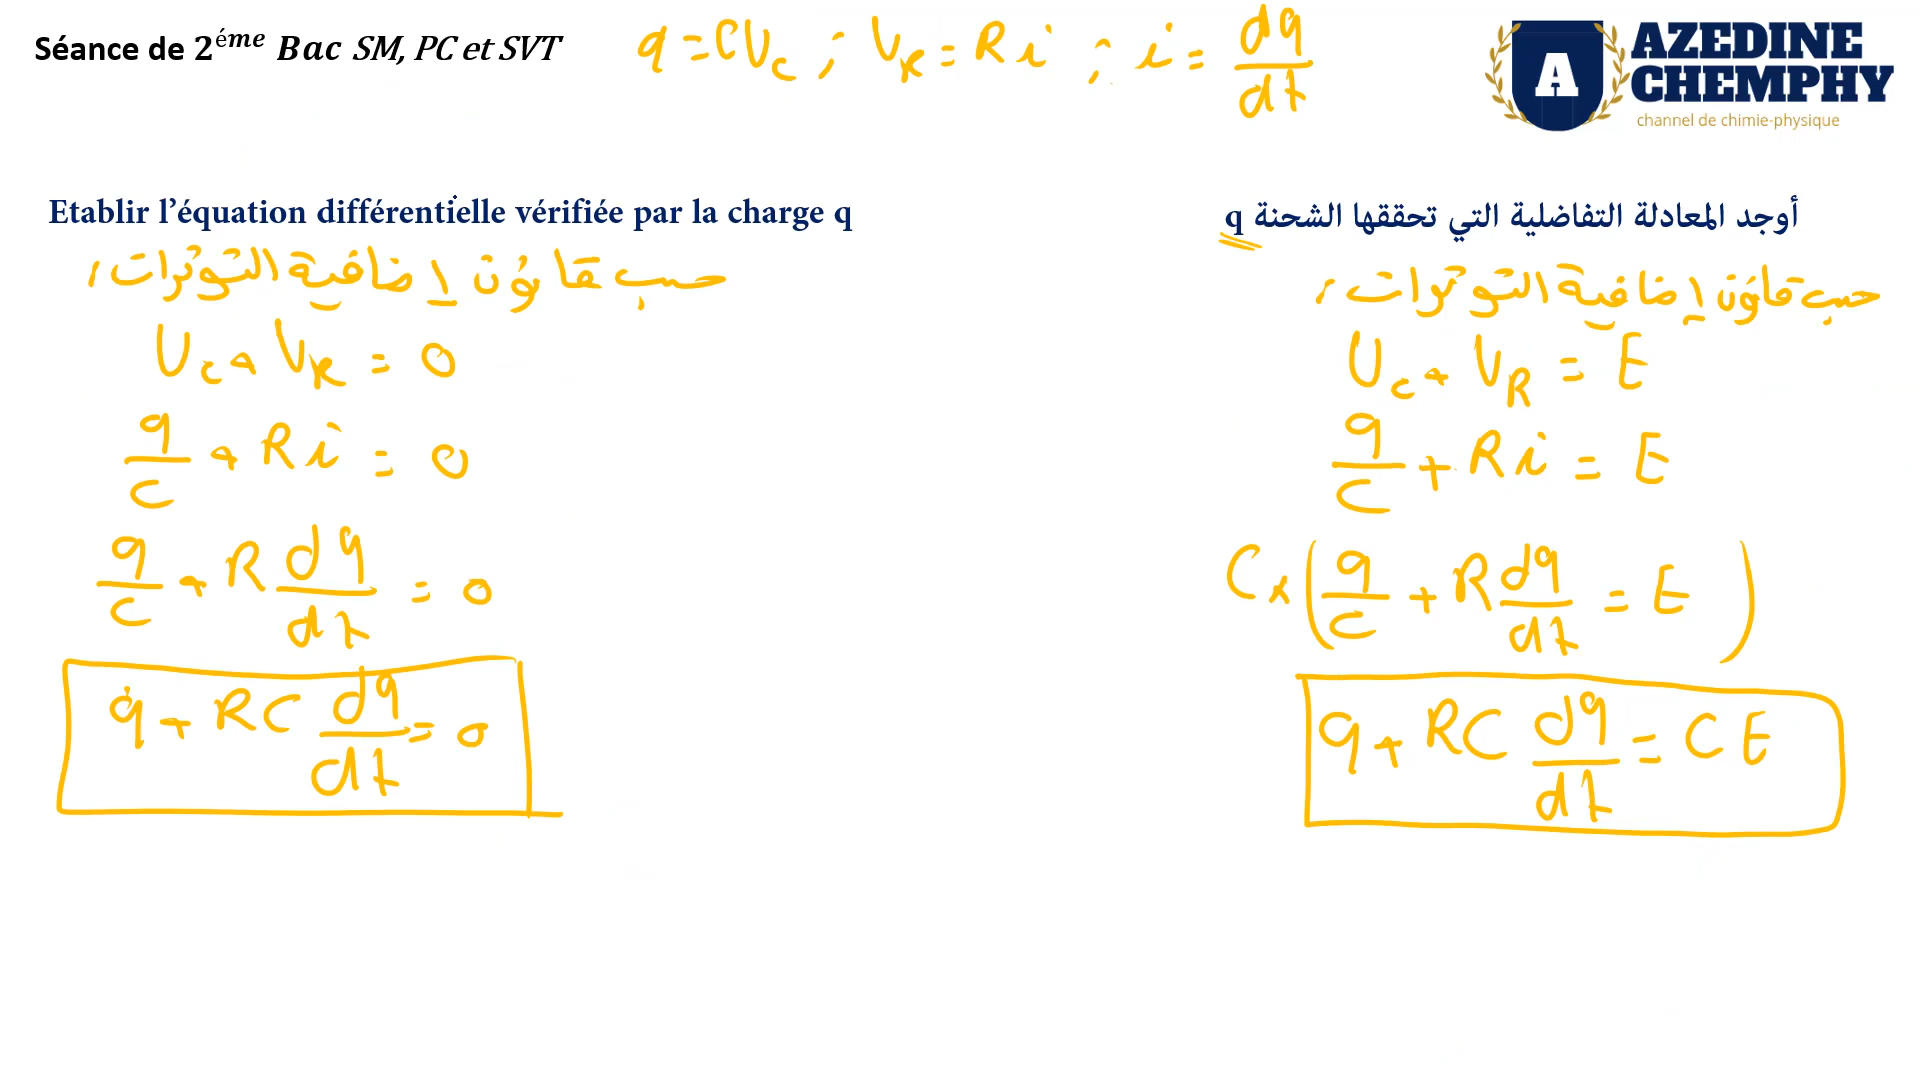 Séance de 2éme Bac SM, PC et SVT
q = CUc ; UR = Ri ; i = dq/dt
AZEDINE
CHEMPHY
channel de chimie-physique
A
Etablir l'équation différentielle vérifiée par la charge q
حسب قانون إضافية التوترات:
Uc + UR = 0
q/C + Ri = 0
q/C + R dq/dt = 0
q + RC dq/dt = 0
أوجد المعادلة التفاضلية التي تحققها الشحنة q
حسب قانون إضافية التوترات:
Uc + UR = E
q/C + Ri = E
C × ( q/C + R dq/dt = E )
q + RC dq/dt = CE